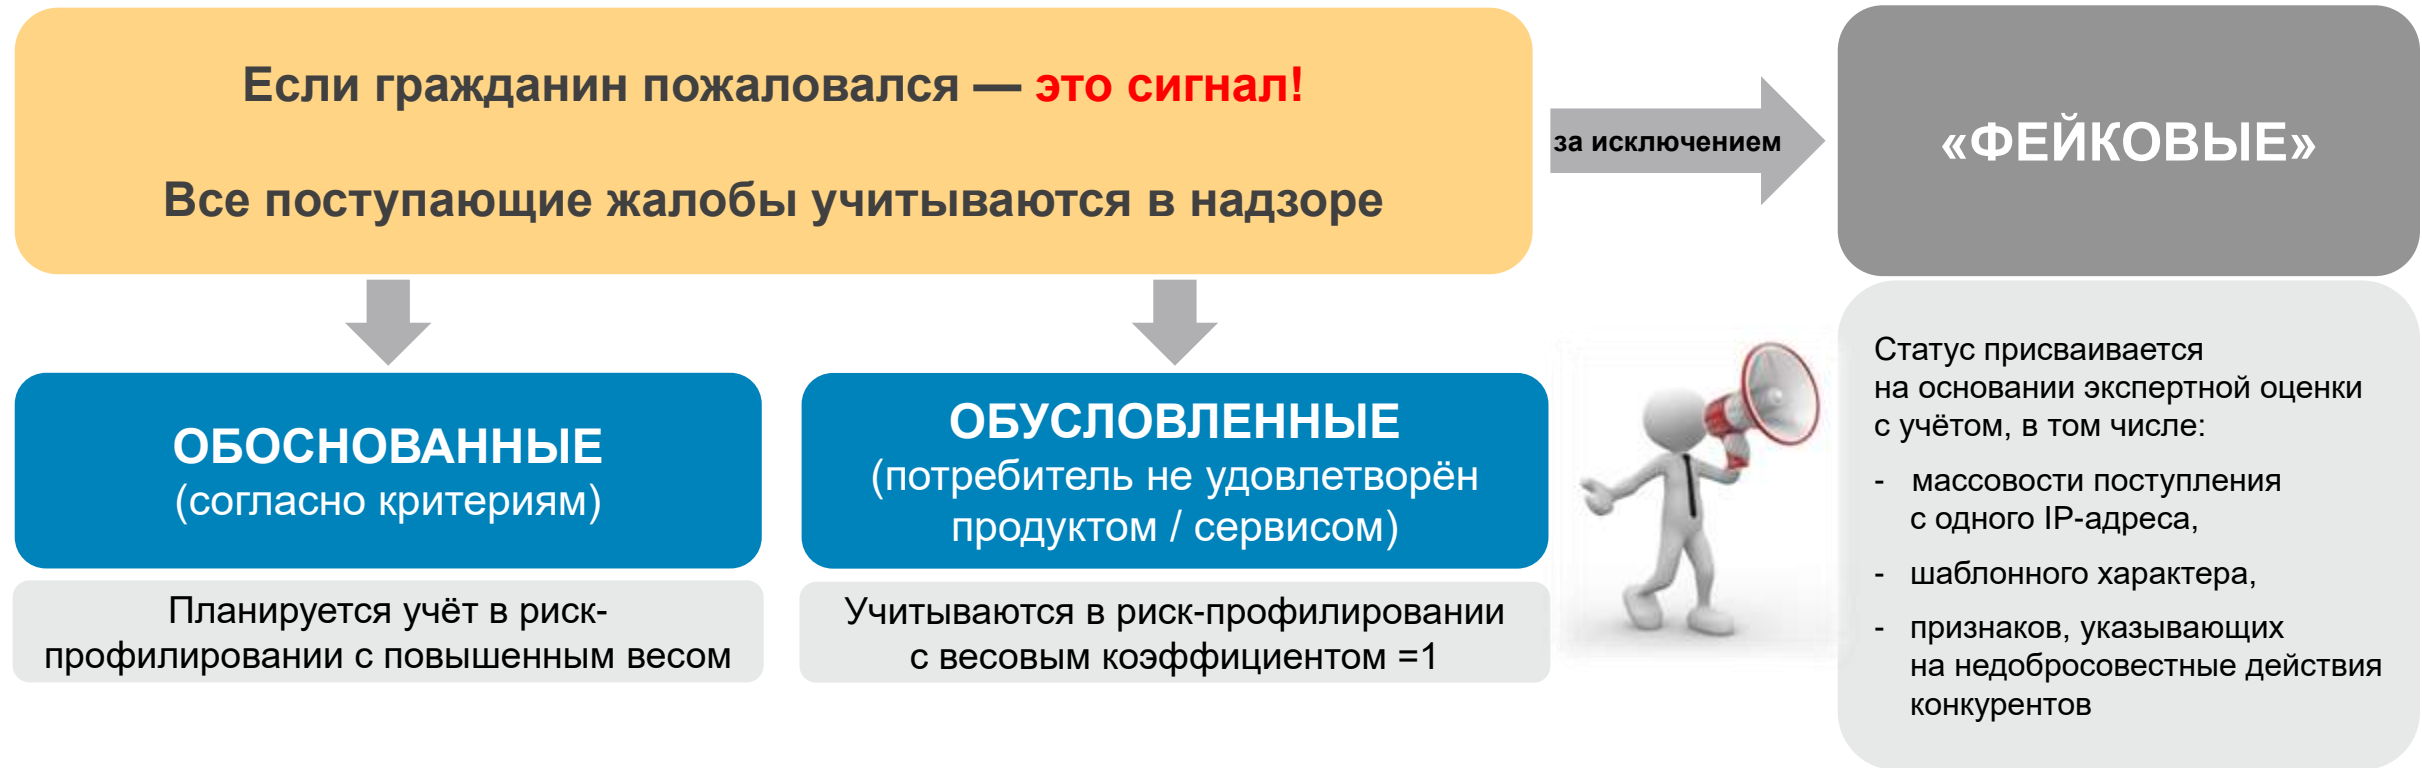 Если гражданин пожаловался — это сигнал!
Все поступающие жалобы учитываются в надзоре
за исключением
«ФЕЙКОВЫЕ»
ОБОСНОВАННЫЕ
(согласно критериям)
Планируется учёт в риск-
профилировании с повышенным весом
ОБУСЛОВЛЕННЫЕ
(потребитель не удовлетворён
продуктом / сервисом)
Учитываются в риск-профилировании
с весовым коэффициентом =1
Статус присваивается
на основании экспертной оценки
с учётом, в том числе:
- массовости поступления
с одного IP-адреса,
- шаблонного характера,
- признаков, указывающих
на недобросовестные действия
конкурентов